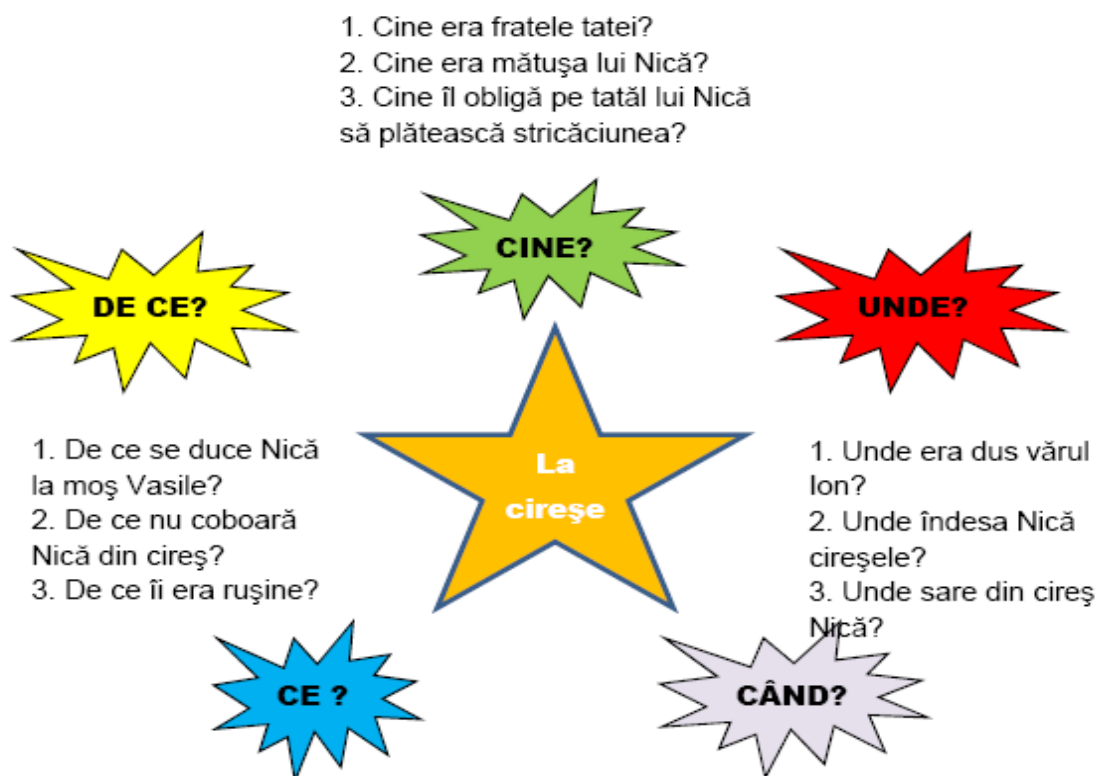 1. Cine era fratele tatei?
2. Cine era mătuşa lui Nică?
3. Cine îl obligă pe tatăl lui Nică
să plătească stricăciunea?
CINE?
DE CE?
UNDE?
La
cireşe
1. De ce se duce Nică
la moş Vasile?
2. De ce nu coboară
Nică din cireş?
3. De ce îi era ruşine?
1. Unde era dus vărul
Ion?
2. Unde îndesa Nică
cireşele?
3. Unde sare din cireş
Nică?
CE ?
CÂND?